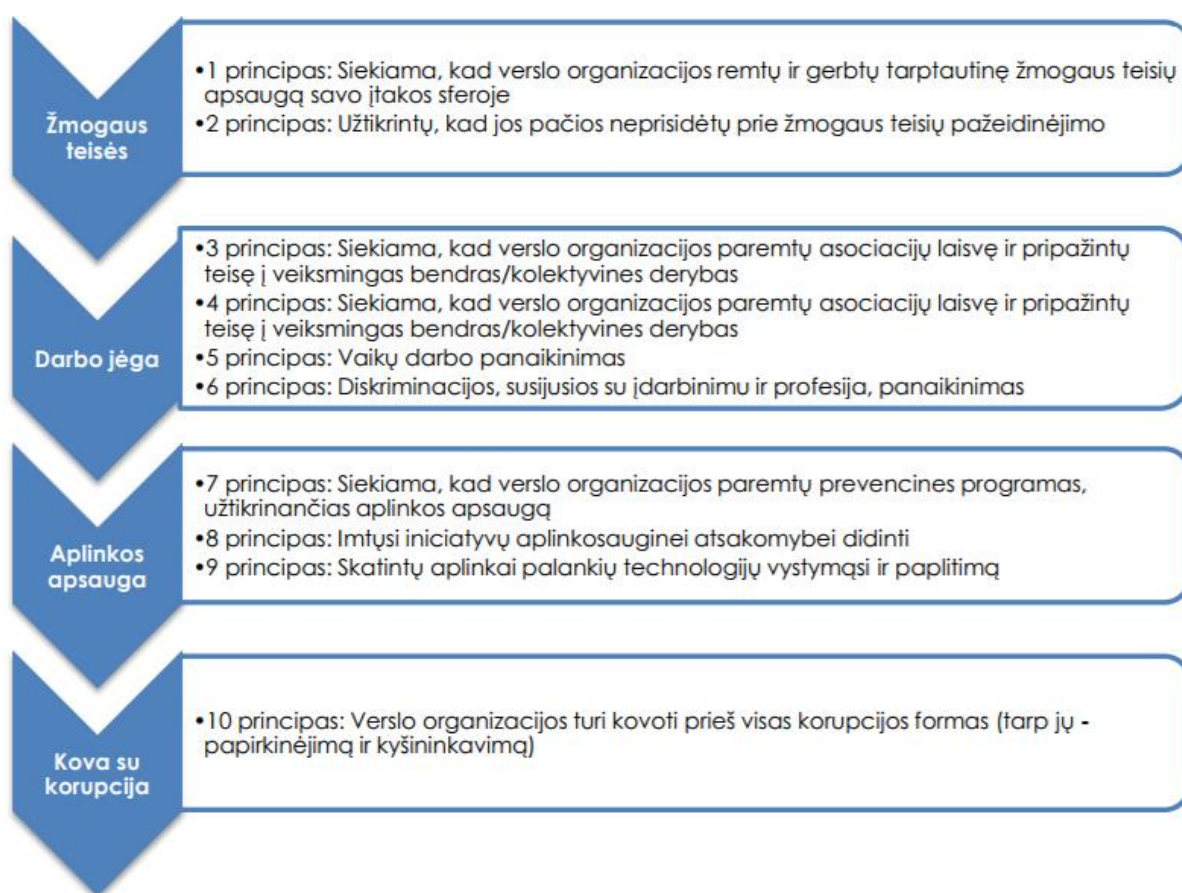 Žmogaus
teisės
•1 principas: Siekiama, kad verslo organizacijos remtų ir gerbtų tarptautinę žmogaus teisių
apsaugą savo įtakos sferoje
•2 principas: Užtikrintų, kad jos pačios neprisidėtų prie žmogaus teisių pažeidinėjimo
Darbo jėga
•3 principas: Siekiama, kad verslo organizacijos paremtų asociacijų laisvę ir pripažintų
teisę į veiksmingas bendras/kolektyvines derybas
•4 principas: Siekiama, kad verslo organizacijos paremtų asociacijų laisvę ir pripažintų
teisę į veiksmingas bendras/kolektyvines derybas
•5 principas: Vaikų darbo panaikinimas
•6 principas: Diskriminacijos, susijusios su įdarbinimu ir profesija, panaikinimas
Aplinkos
apsauga
•7 principas: Siekiama, kad verslo organizacijos paremtų prevencines programas,
užtikrinančias aplinkos apsaugą
•8 principas: Imtųsi iniciatyvų aplinkosauginei atsakomybei didinti
•9 principas: Skatintų aplinkai palankių technologijų vystymąsi ir paplitimą
Kova su
korupcija
•10 principas: Verslo organizacijos turi kovoti prieš visas korupcijos formas (tarp jų -
papirkinėjimą ir kyšininkavimą)